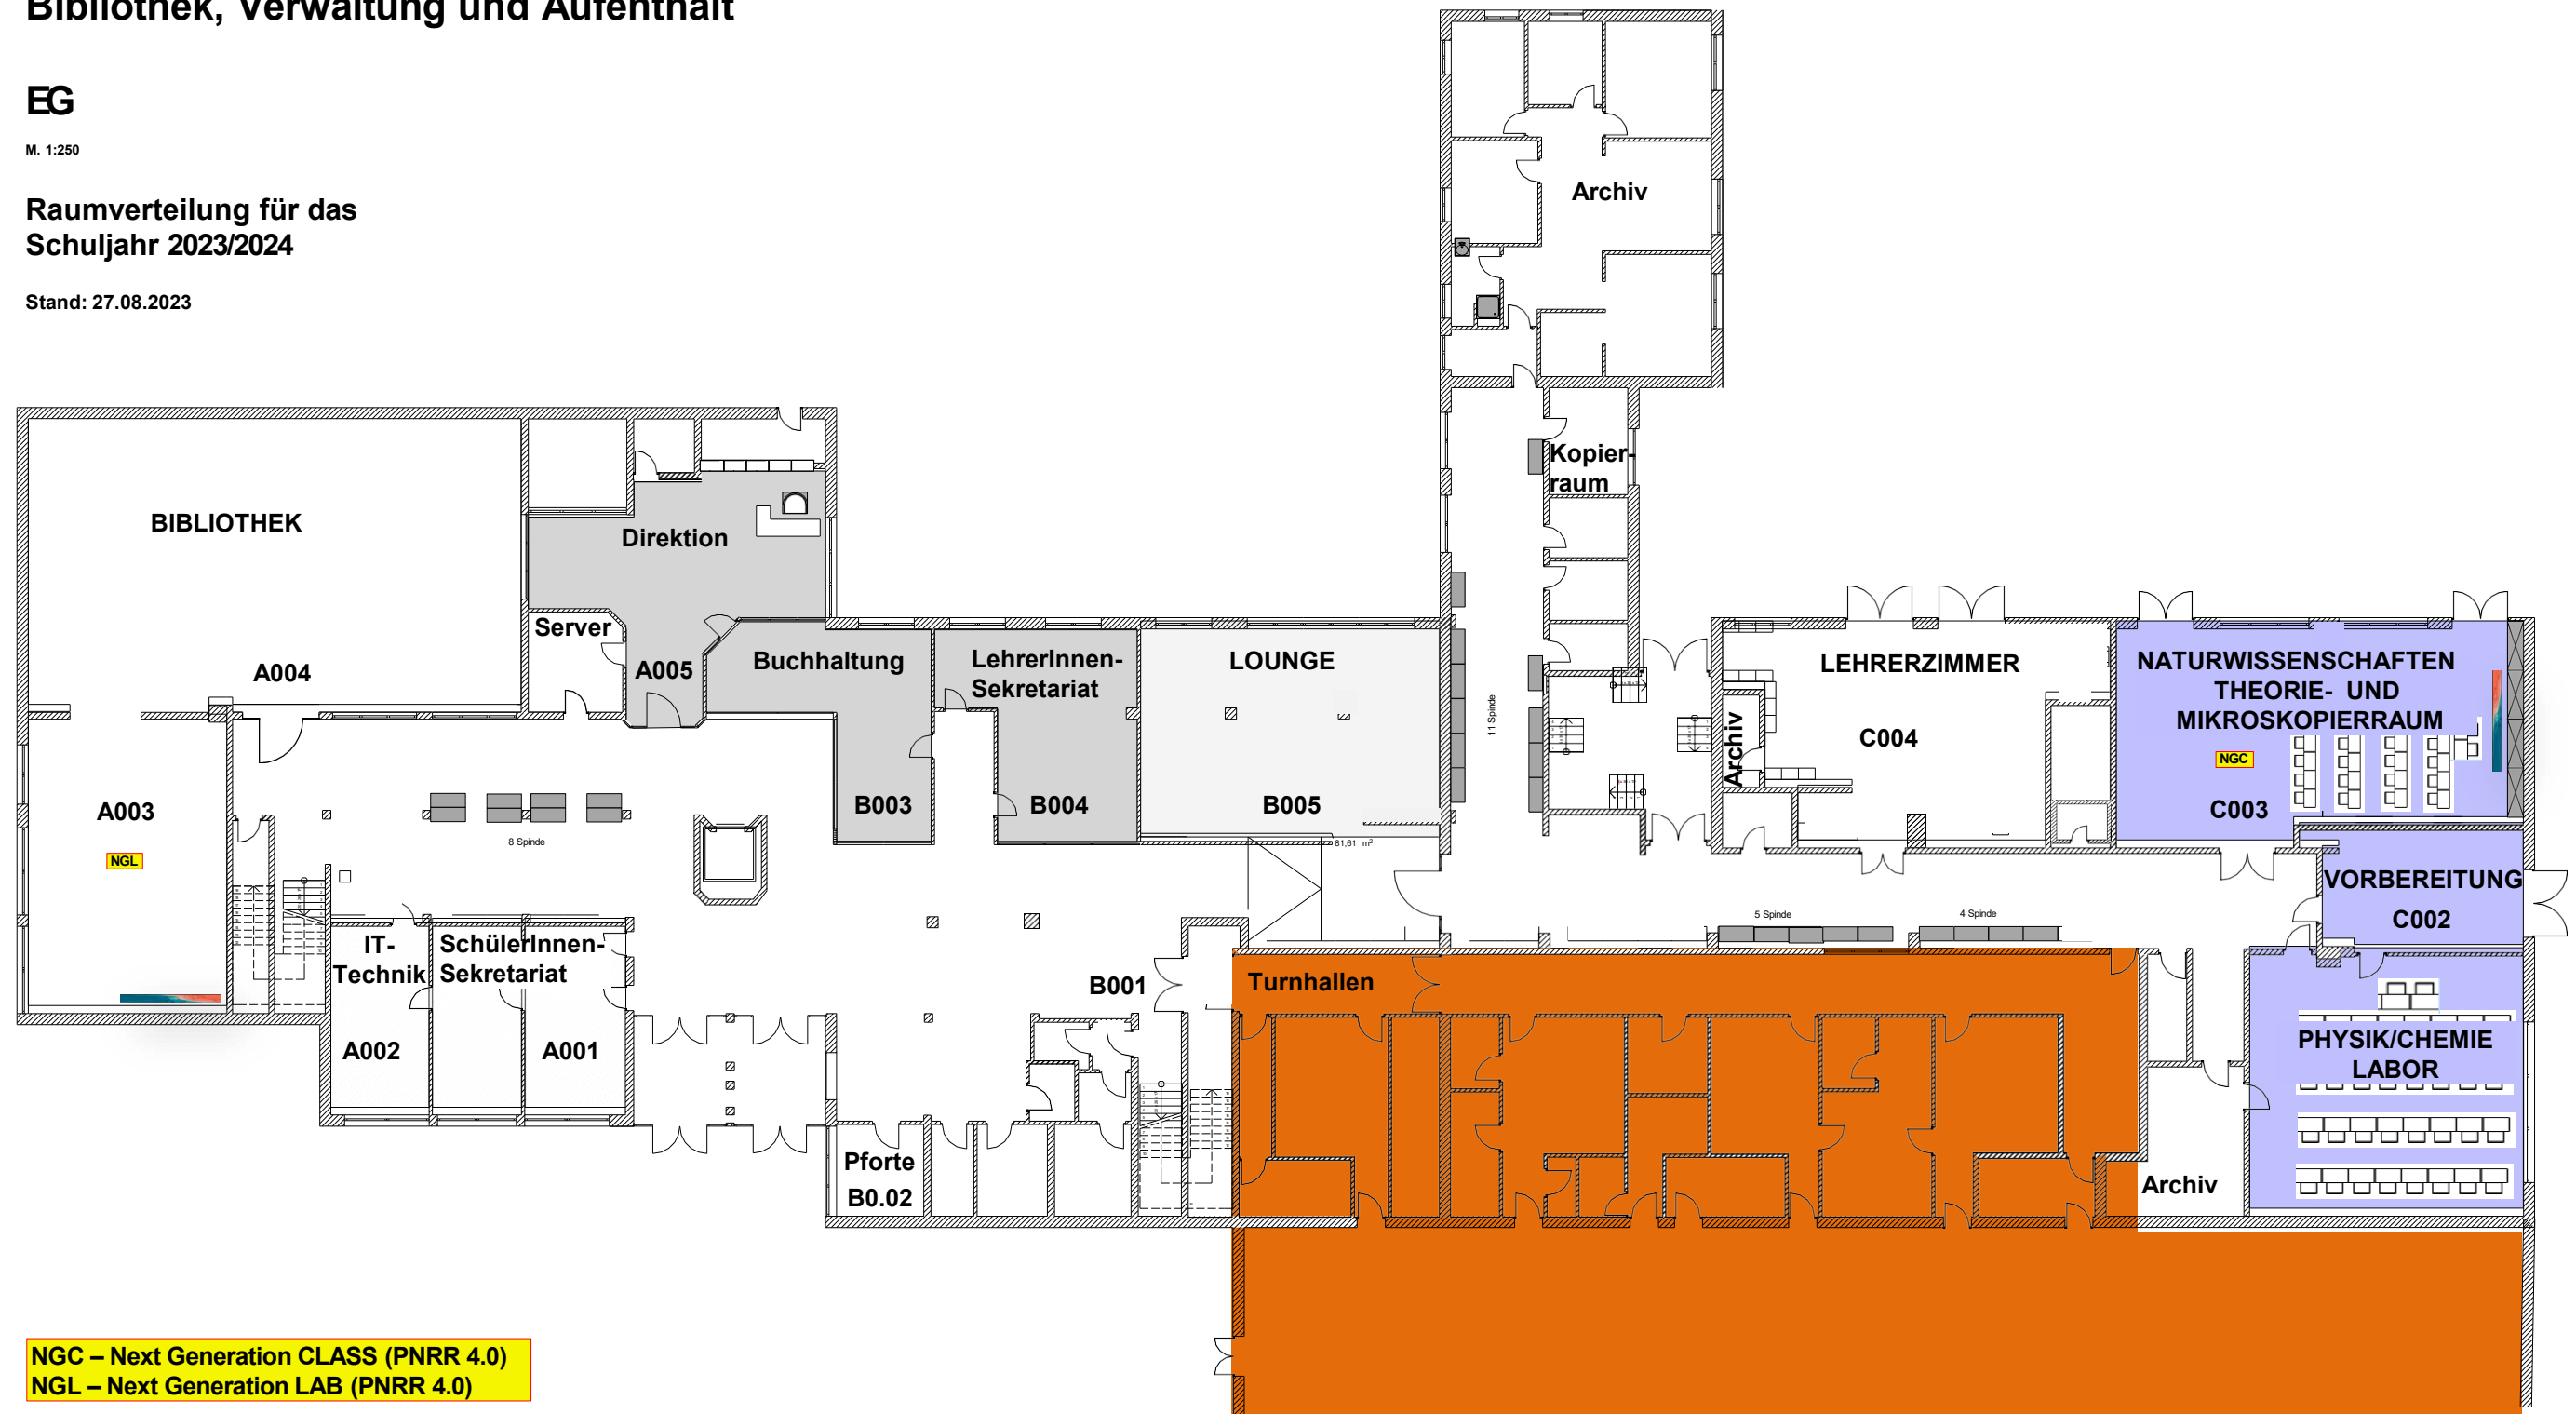 Bibliothek, Verwaltung und Aufenthalt
EG
M. 1:250
Raumverteilung für das
Schuljahr 2023/2024
Stand: 27.08.2023
Archiv
Kopier-
raum
BIBLIOTHEK
A004
Direktion
Server
A005
Buchhaltung
B003
LehrerInnen-
Sekretariat
B004
LOUNGE
B005
81,61 m²
11 Spinde
Archiv
LEHRERZIMMER
C004
NATURWISSENSCHAFTEN
THEORIE- UND
MIKROSKOPIERRAUM
NGC
C003
A003
NGL
8 Spinde
VORBEREITUNG
C002
5 Spinde
4 Spinde
IT-
Technik
A002
SchülerInnen-
Sekretariat
A001
B001
Turnhallen
PHYSIK/CHEMIE
LABOR
Pforte
B0.02
Archiv
NGC – Next Generation CLASS (PNRR 4.0)
NGL – Next Generation LAB (PNRR 4.0)